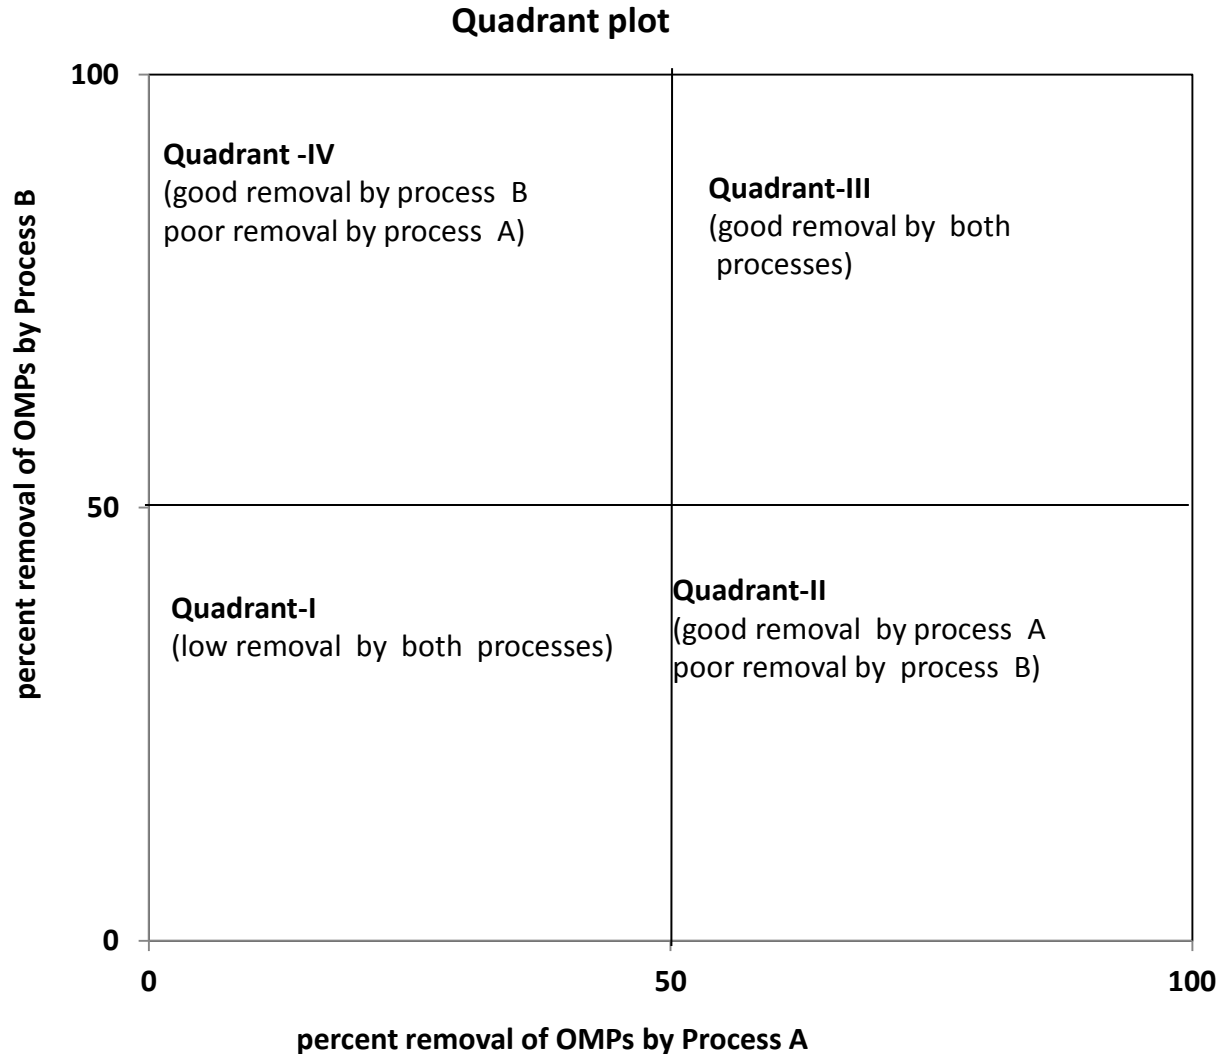 Quadrant plot
100
Quadrant -IV
(good removal by process B
poor removal by process A)
Quadrant-III
(good removal by both
processes)
percent removal of OMPs by Process B
50
Quadrant-I
(low removal by both processes)
Quadrant-II
(good removal by process A
poor removal by process B)
0
0
50
100
percent removal of OMPs by Process A